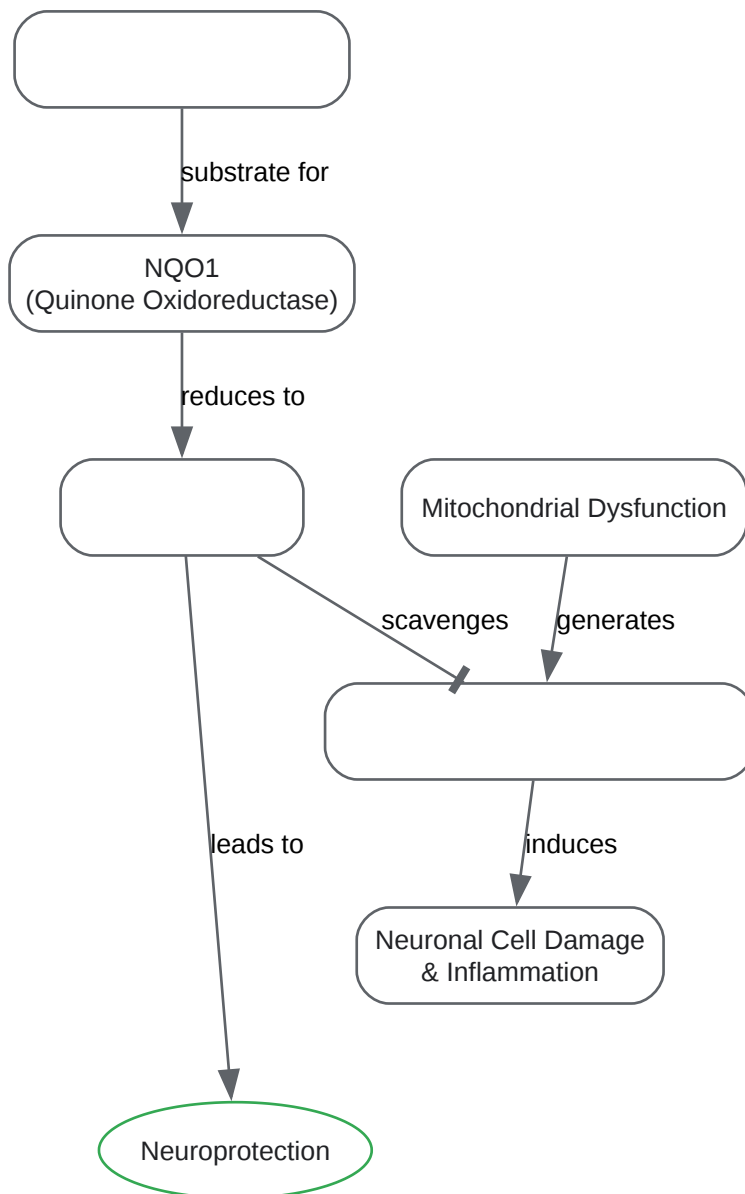 substrate for
NQO1
(Quinone Oxidoreductase)
reduces to
Mitochondrial Dysfunction
scavenges
generates
leads to
induces
Neuronal Cell Damage
& Inflammation
Neuroprotection